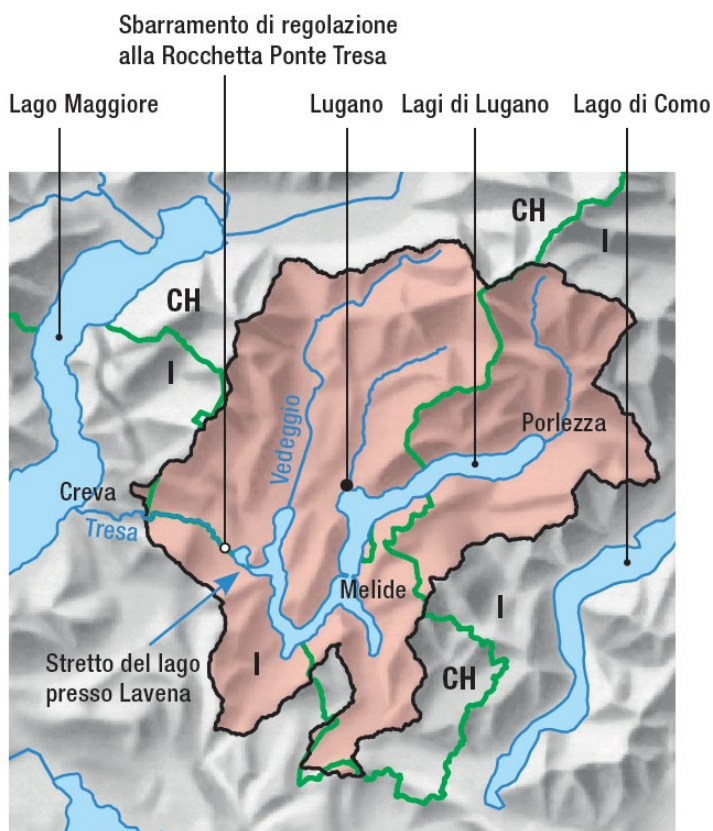 Sbarramento di regolazione
alla Rocchetta Ponte Tresa
Lago Maggiore
Lugano
Lagi di Lugano
Lago di Como
CH
I
CH
I
Vedeggio
Porlezza
Creva
Tresa
Melide
I
Stretto del lago
presso Lavena
I
CH